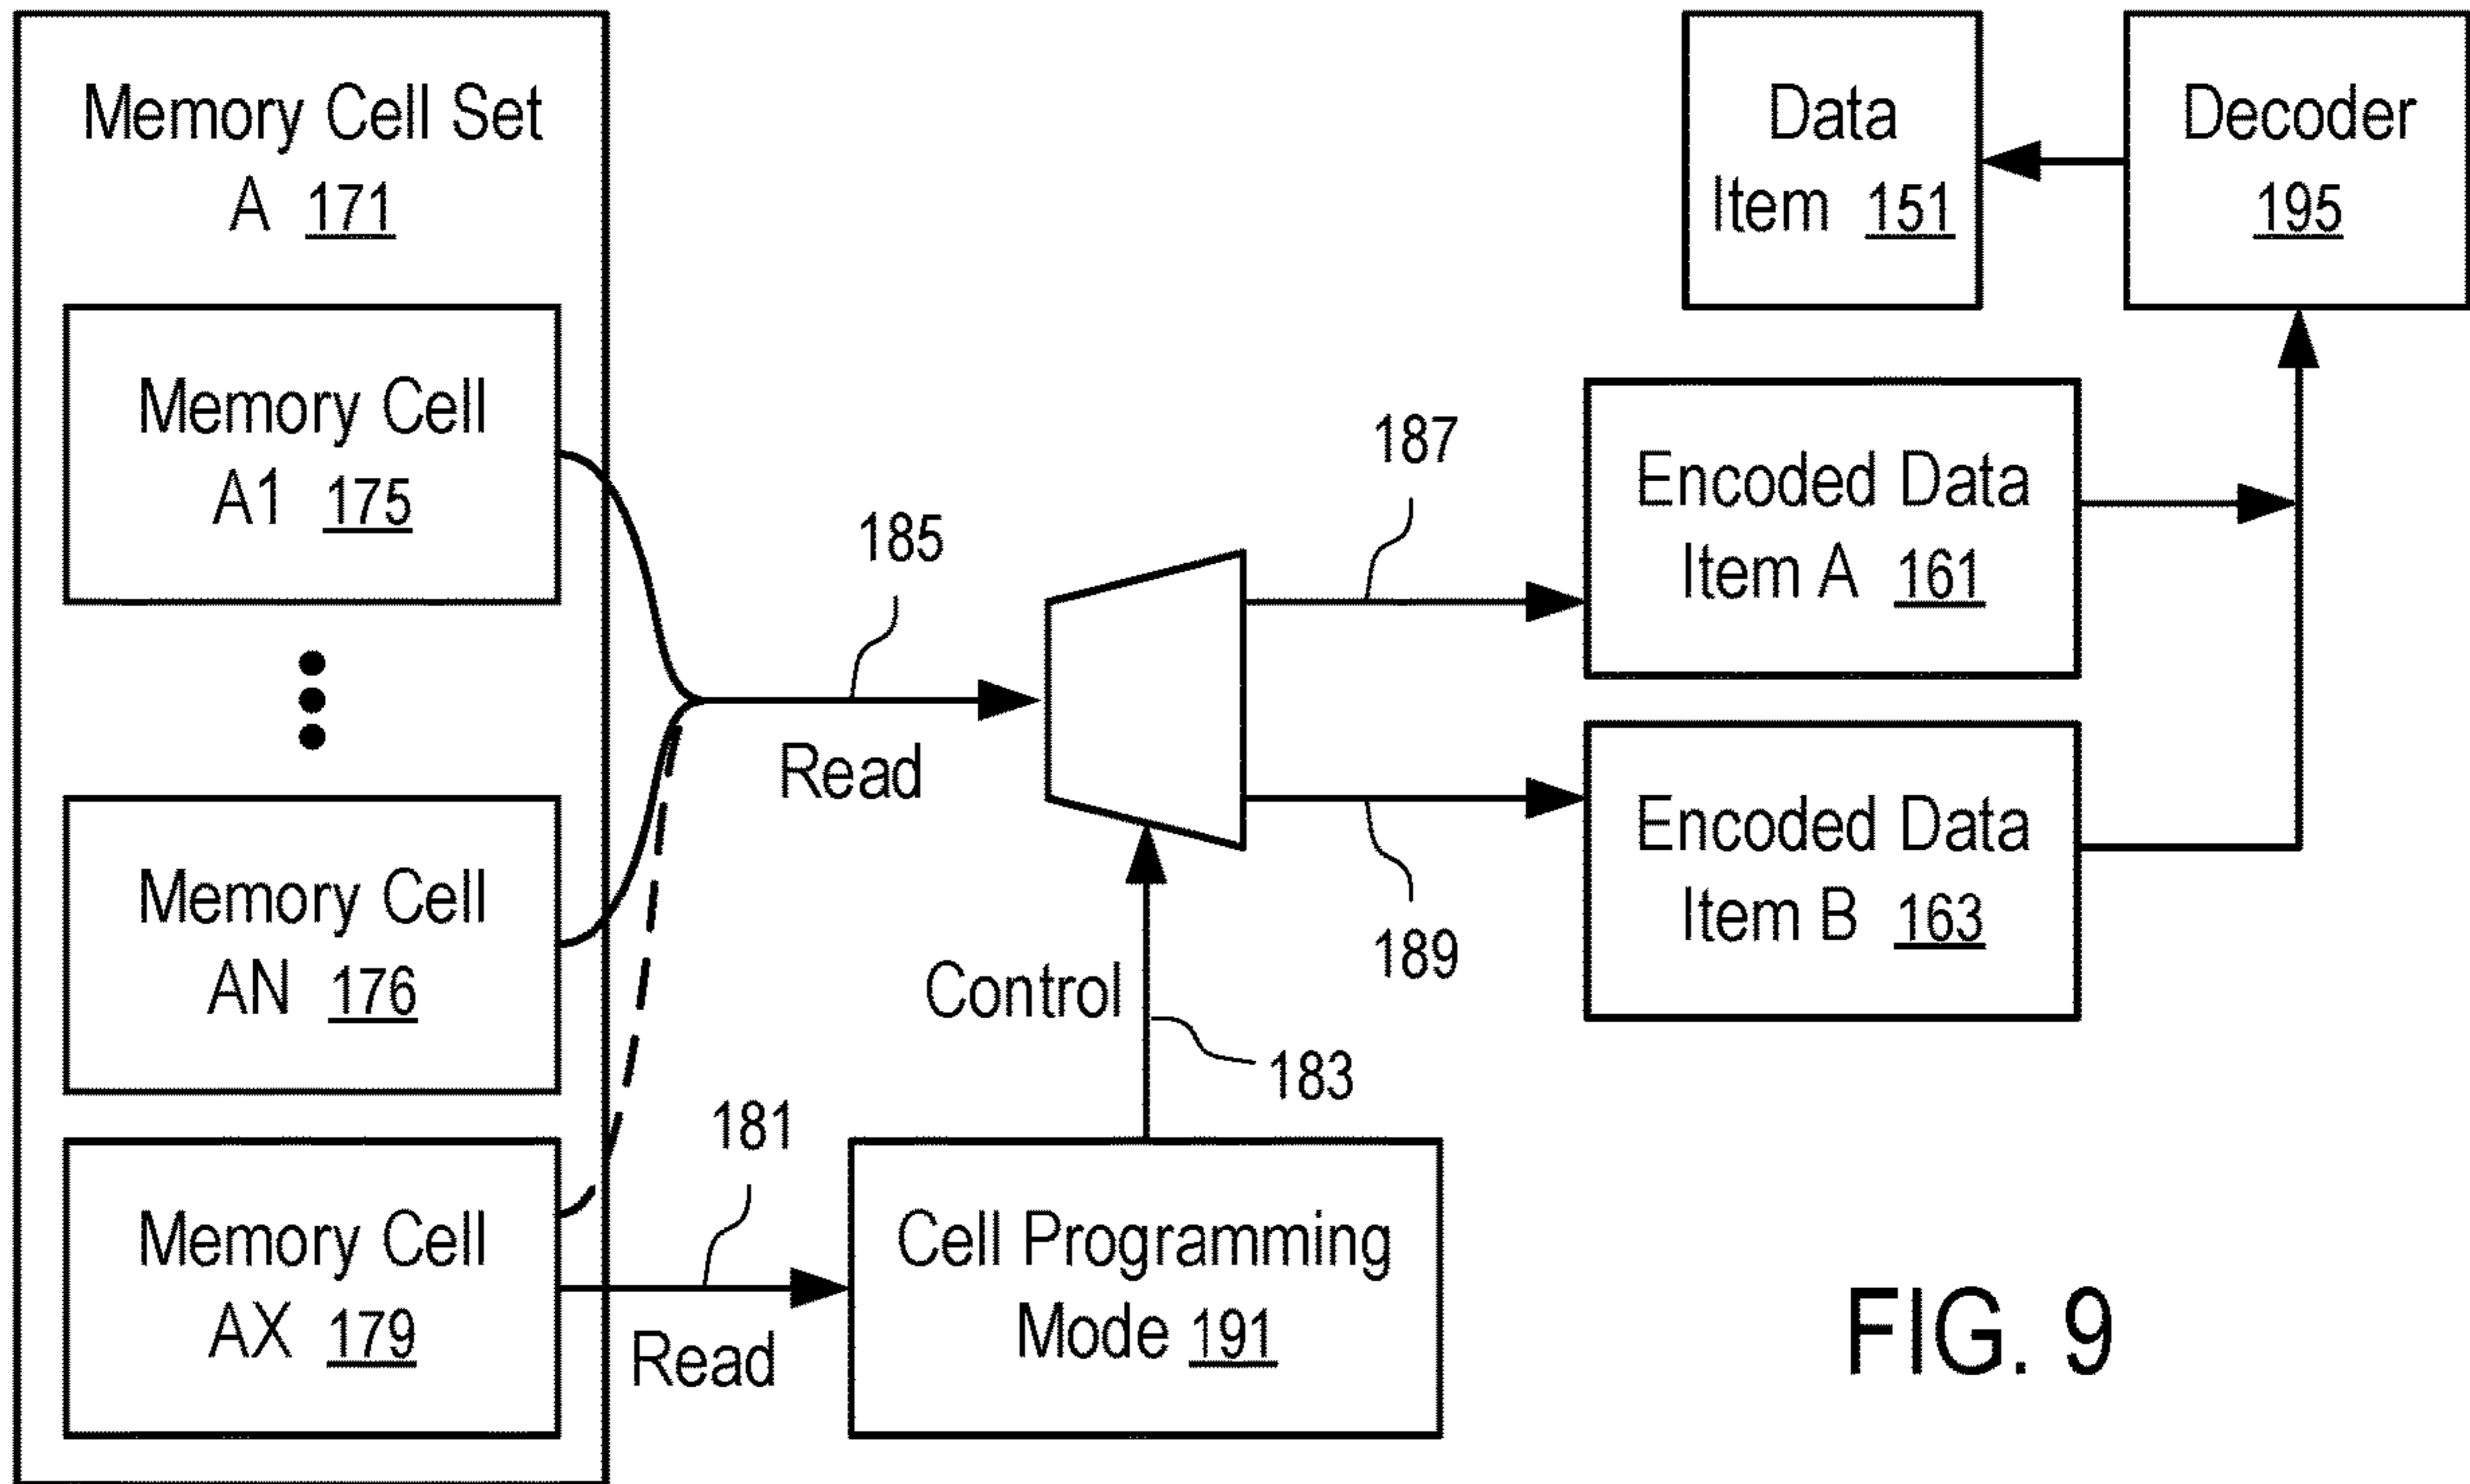 Memory Cell Set
A 171
Memory Cell
A1 175
Memory Cell
AN 176
Memory Cell
AX 179
185
Read
181
Read
Control
183
Cell Programming
Mode 191
187
189
Encoded Data
Item A 161
Encoded Data
Item B 163
Data
Item 151
Decoder
195
FIG. 9